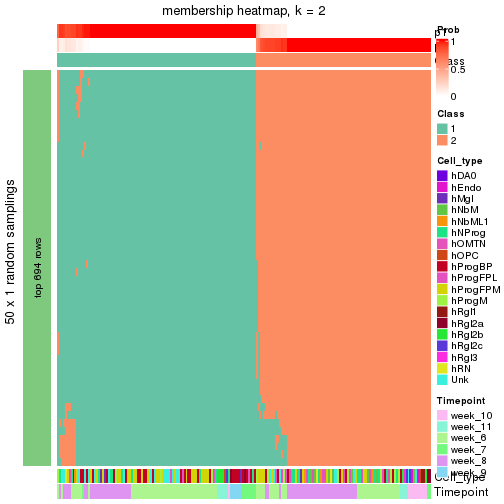 membership heatmap, k = 2
50 x 1 random samplings
top 694 rows
Prob
1
0.5
0
Class
1
2
Cell_type
hDA0
hEndo
hMgl
hNbM
hNbML1
hNProg
hOMTN
hOPC
hProgBP
hProgFPL
hProgFPM
hProgM
hRgl1
hRgl2a
hRgl2b
hRgl2c
hRgl3
hRN
Unk
Timepoint
week_10
week_11
week_6
week_7
week_8
week_9
Cell_type
Timepoint